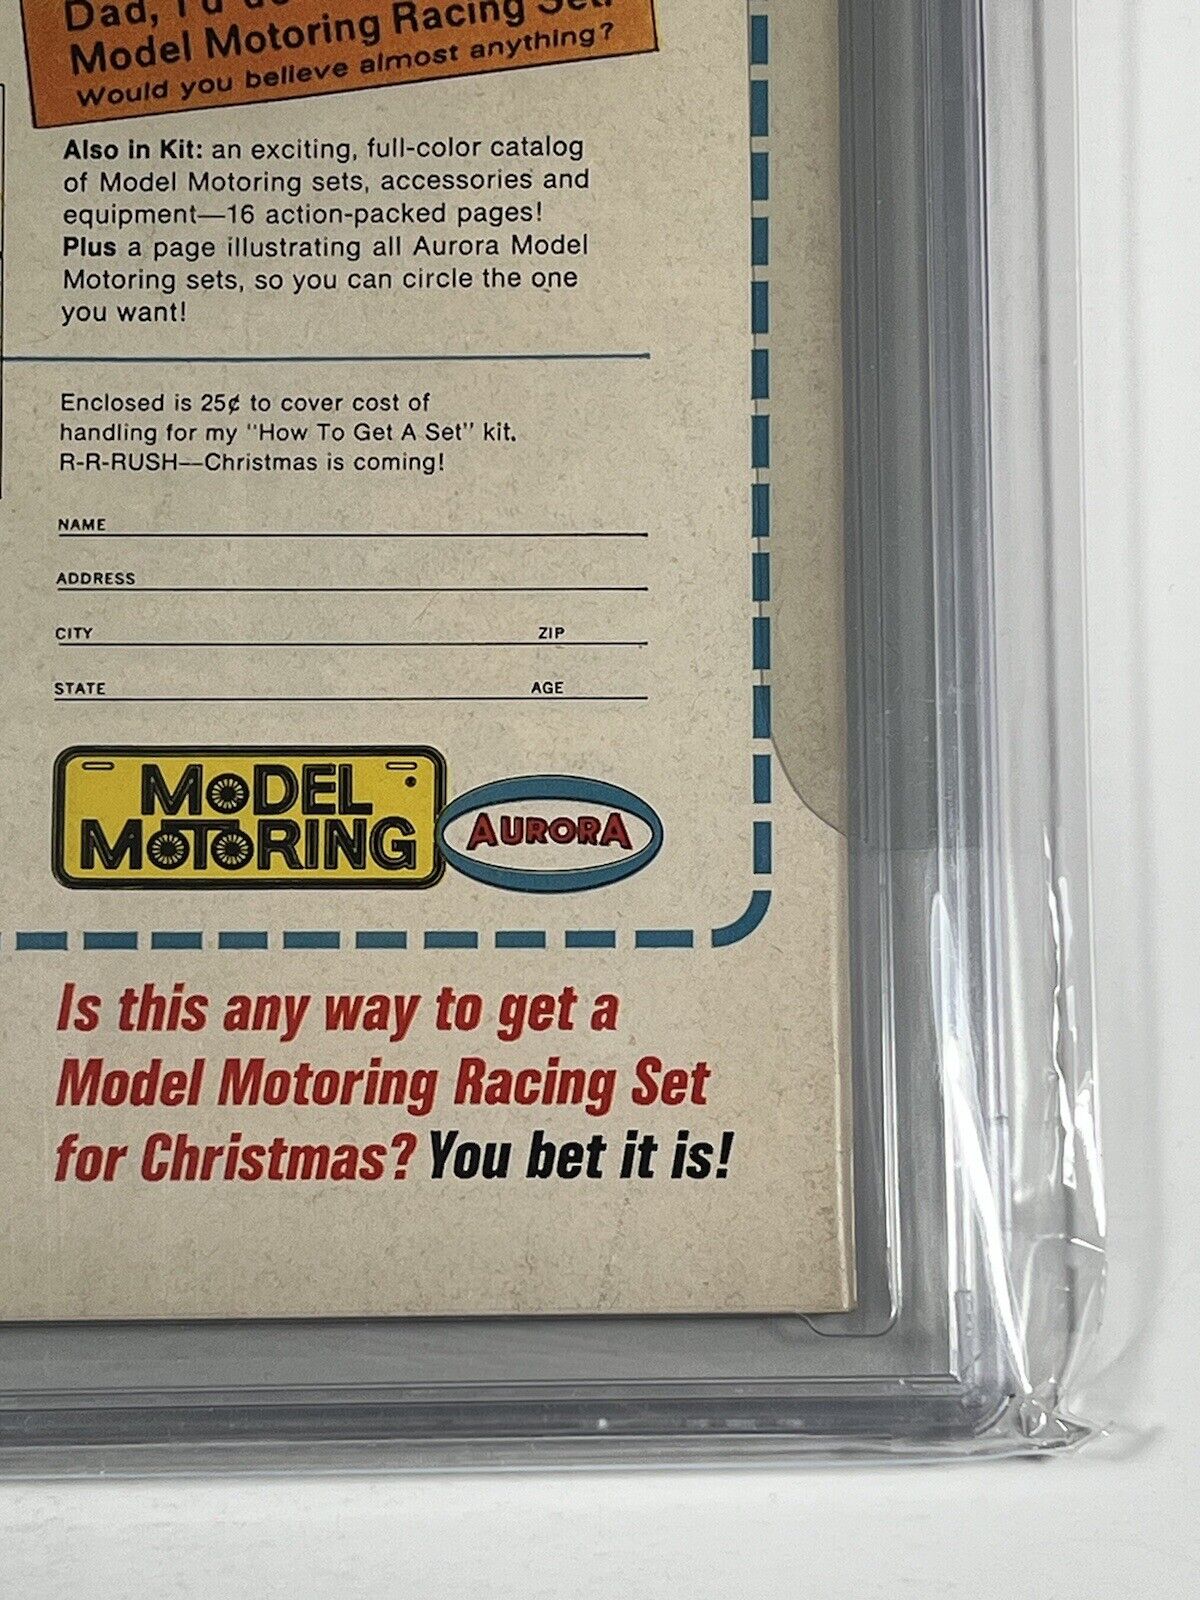 Dad, I'd
Model Motoring Racing Set.
Would you believe almost anything?
Also in Kit: an exciting, full-color catalog
of Model Motoring sets, accessories and
equipment—16 action-packed pages!
Plus a page illustrating all Aurora Model
Motoring sets, so you can circle the one
you want!
Enclosed is 25¢ to cover cost of
handling for my "How To Get A Set" kit.
R-R-RUSH—Christmas is coming!
NAME
ADDRESS
CITY ZIP
STATE AGE
MODEL
MOTORING
AURORA
Is this any way to get a
Model Motoring Racing Set
for Christmas? You bet it is!